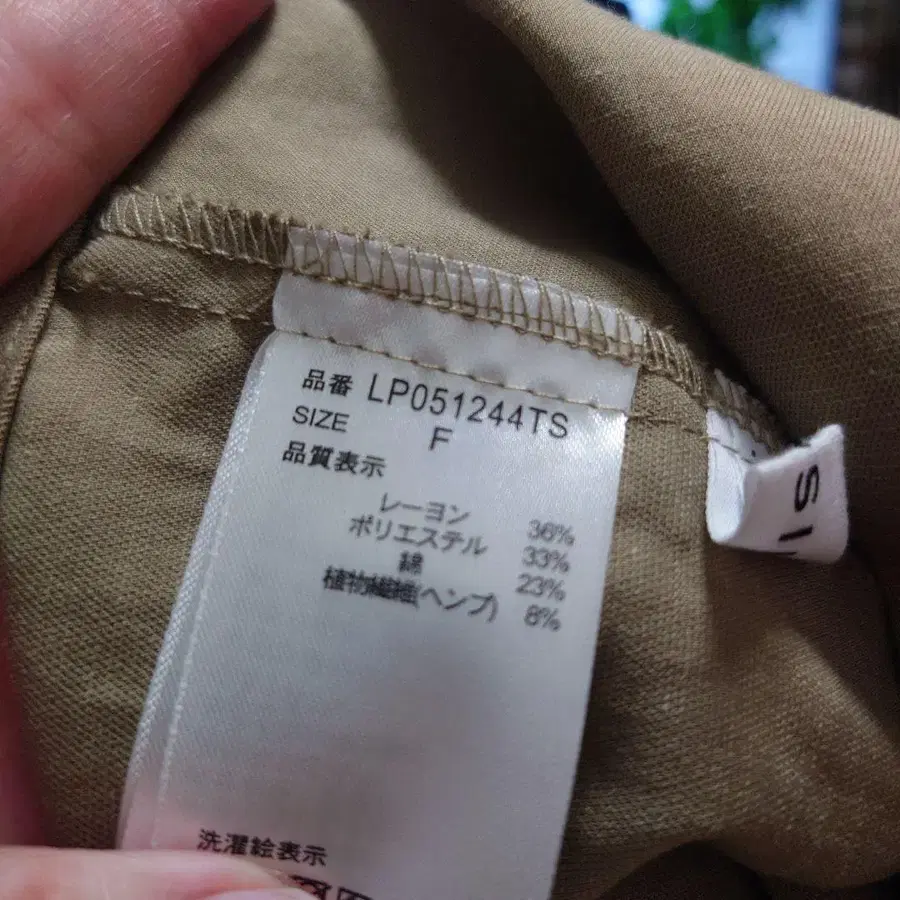 品番 LP051244TS
SIZE F
品質表示
レーヨン 36%
ポリエステル 33%
綿 23%
植物繊維(ヘンプ) 8%
洗濯絵表示
IS